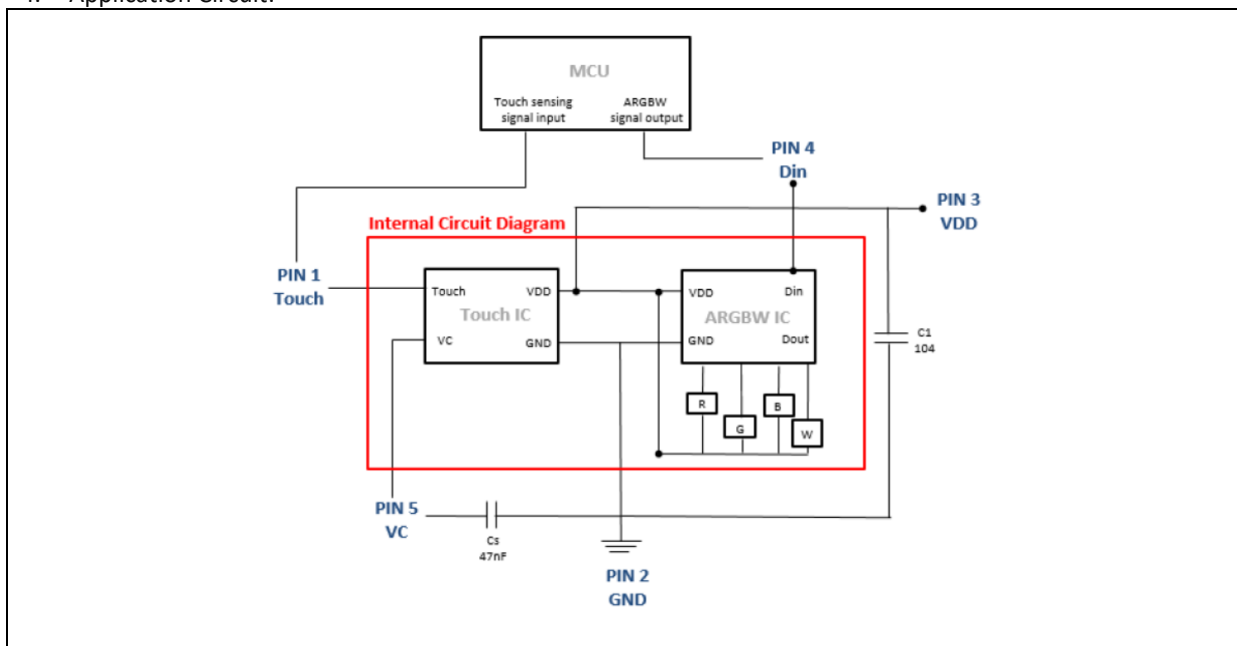 4. Application Circuit:
MCU
Touch sensing
signal input
ARGBW
signal output
PIN 4
Din
PIN 3
VDD
Internal Circuit Diagram
PIN 1
Touch
Touch
VDD
Touch IC
VC
GND
VDD
Din
ARGBW IC
GND
Dout
C1
104
R
G
B
W
PIN 5
VC
Cs
47nF
PIN 2
GND